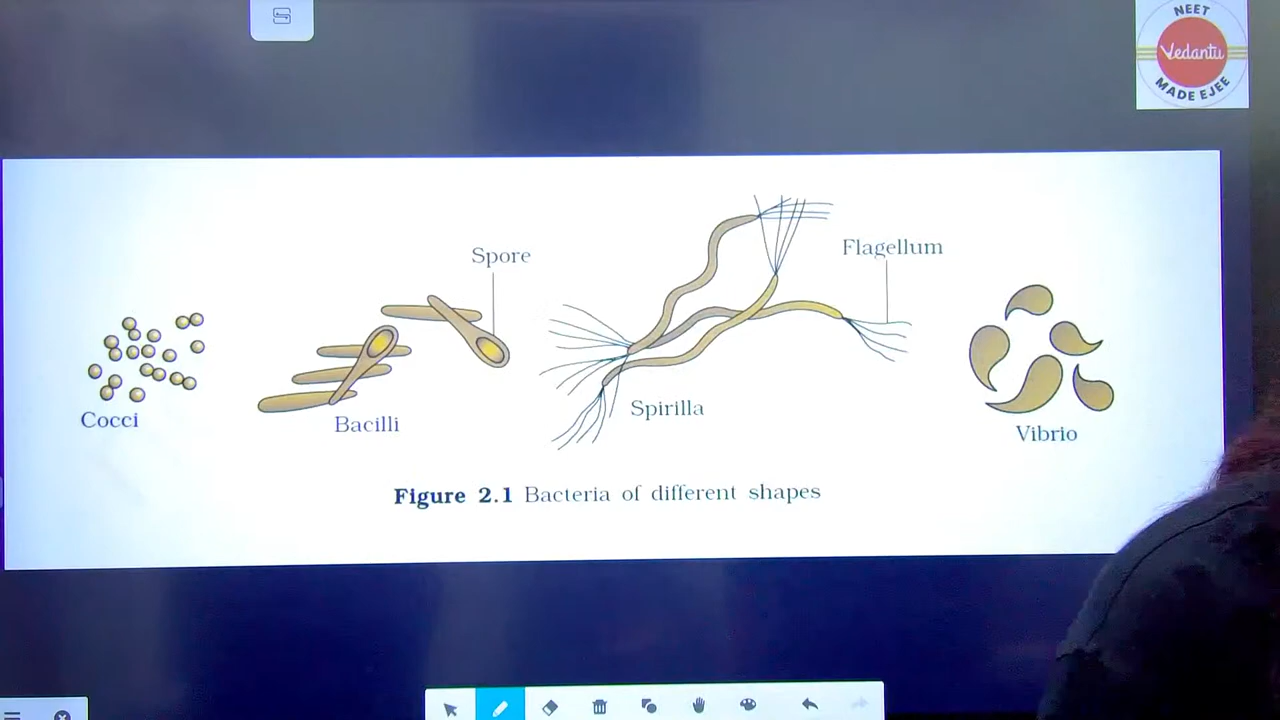 NEET
Vedantu
MADE EJEE
Spore
Flagellum
Cocci
Bacilli
Spirilla
Vibrio
Figure 2.1 Bacteria of different shapes